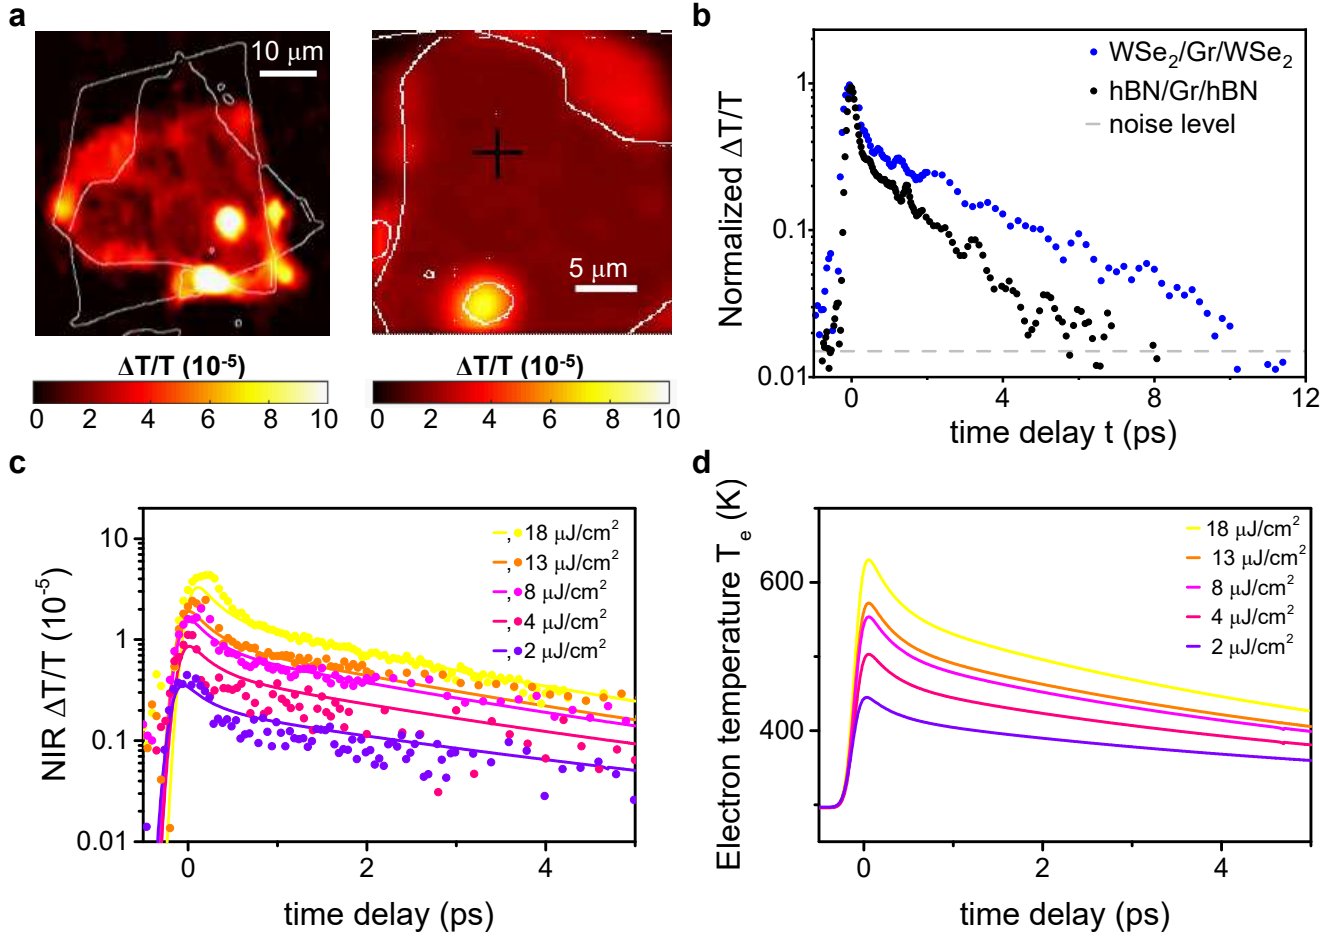 a
10 μm
5 μm
ΔT/T (10⁻⁵)
0 2 4 6 8 10
ΔT/T (10⁻⁵)
0 2 4 6 8 10
b
WSe₂/Gr/WSe₂
hBN/Gr/hBN
noise level
Normalized ΔT/T
1
0.1
0.01
0 4 8 12
time delay t (ps)
c
18 μJ/cm²
13 μJ/cm²
8 μJ/cm²
4 μJ/cm²
2 μJ/cm²
NIR ΔT/T (10⁻⁵)
10
1
0.1
0.01
0 2 4
time delay (ps)
d
18 μJ/cm²
13 μJ/cm²
8 μJ/cm²
4 μJ/cm²
2 μJ/cm²
Electron temperature Tₑ (K)
600
400
0 2 4
time delay (ps)